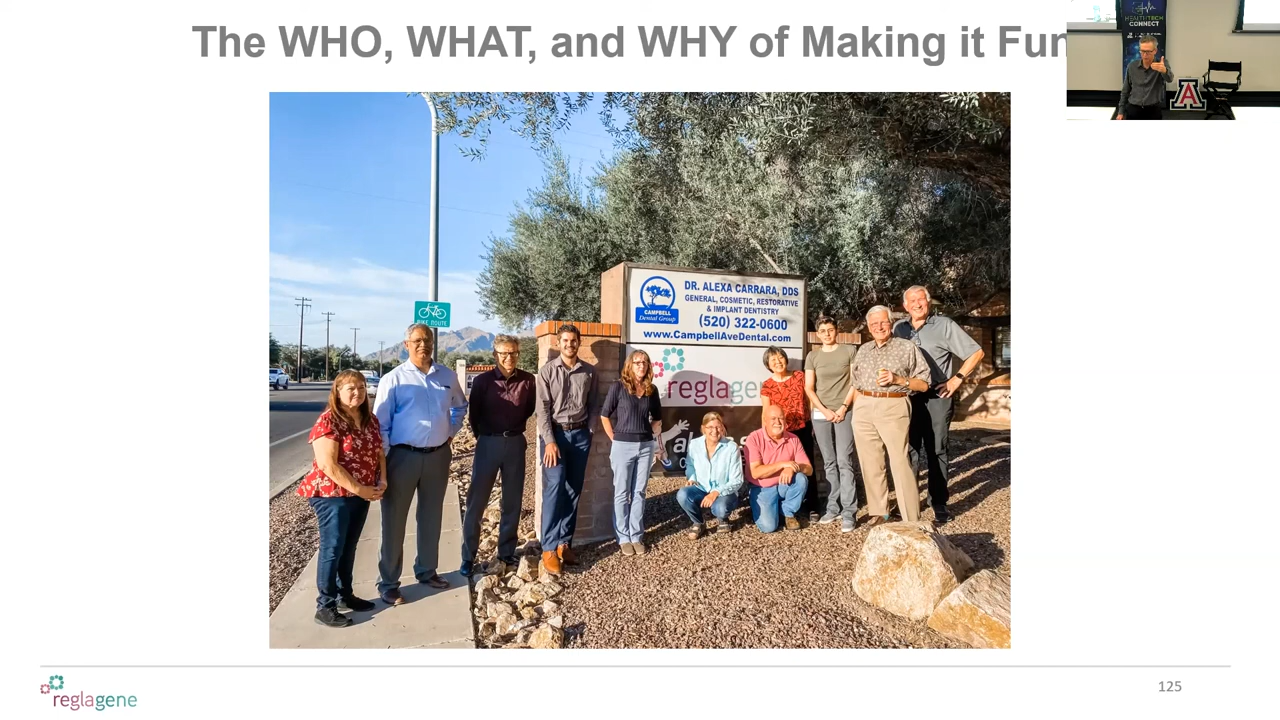 The WHO, WHAT, and WHY of Making it Fun
HEALTHTECH
CONNECT
A
BIKE ROUTE
CAMPBELL
Dental Group
DR. ALEXA CARRARA, DDS
GENERAL, COSMETIC, RESTORATIVE
& IMPLANT DENTISTRY
(520) 322-0600
www.CampbellAveDental.com
reglagene
reglagene
125